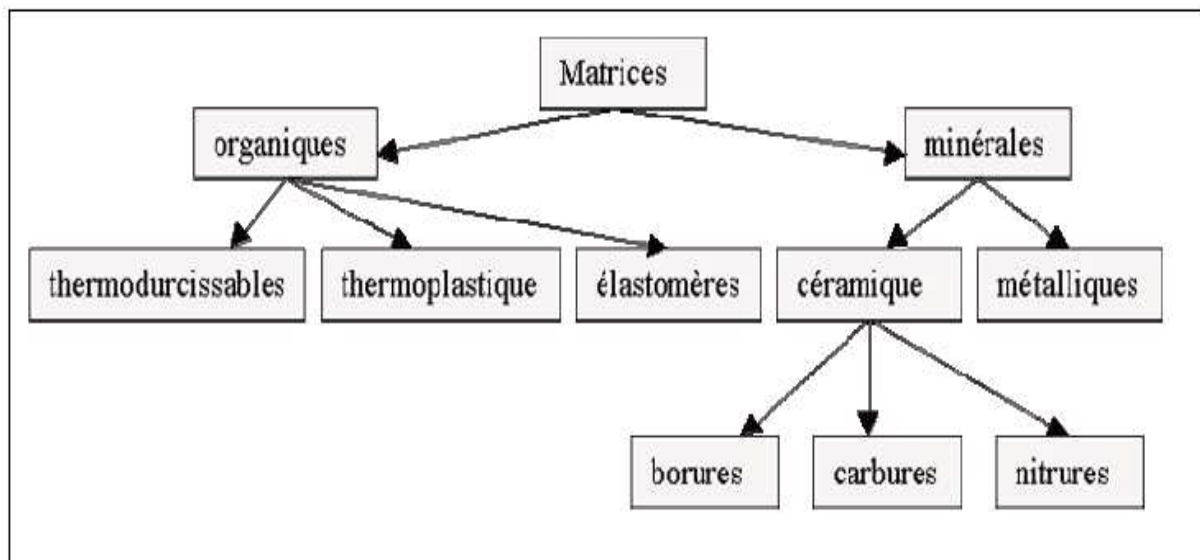 Matrices
organiques
minérales
thermodurcissables
thermoplastique
élastomères
céramique
métalliques
borures
carbures
nitrures